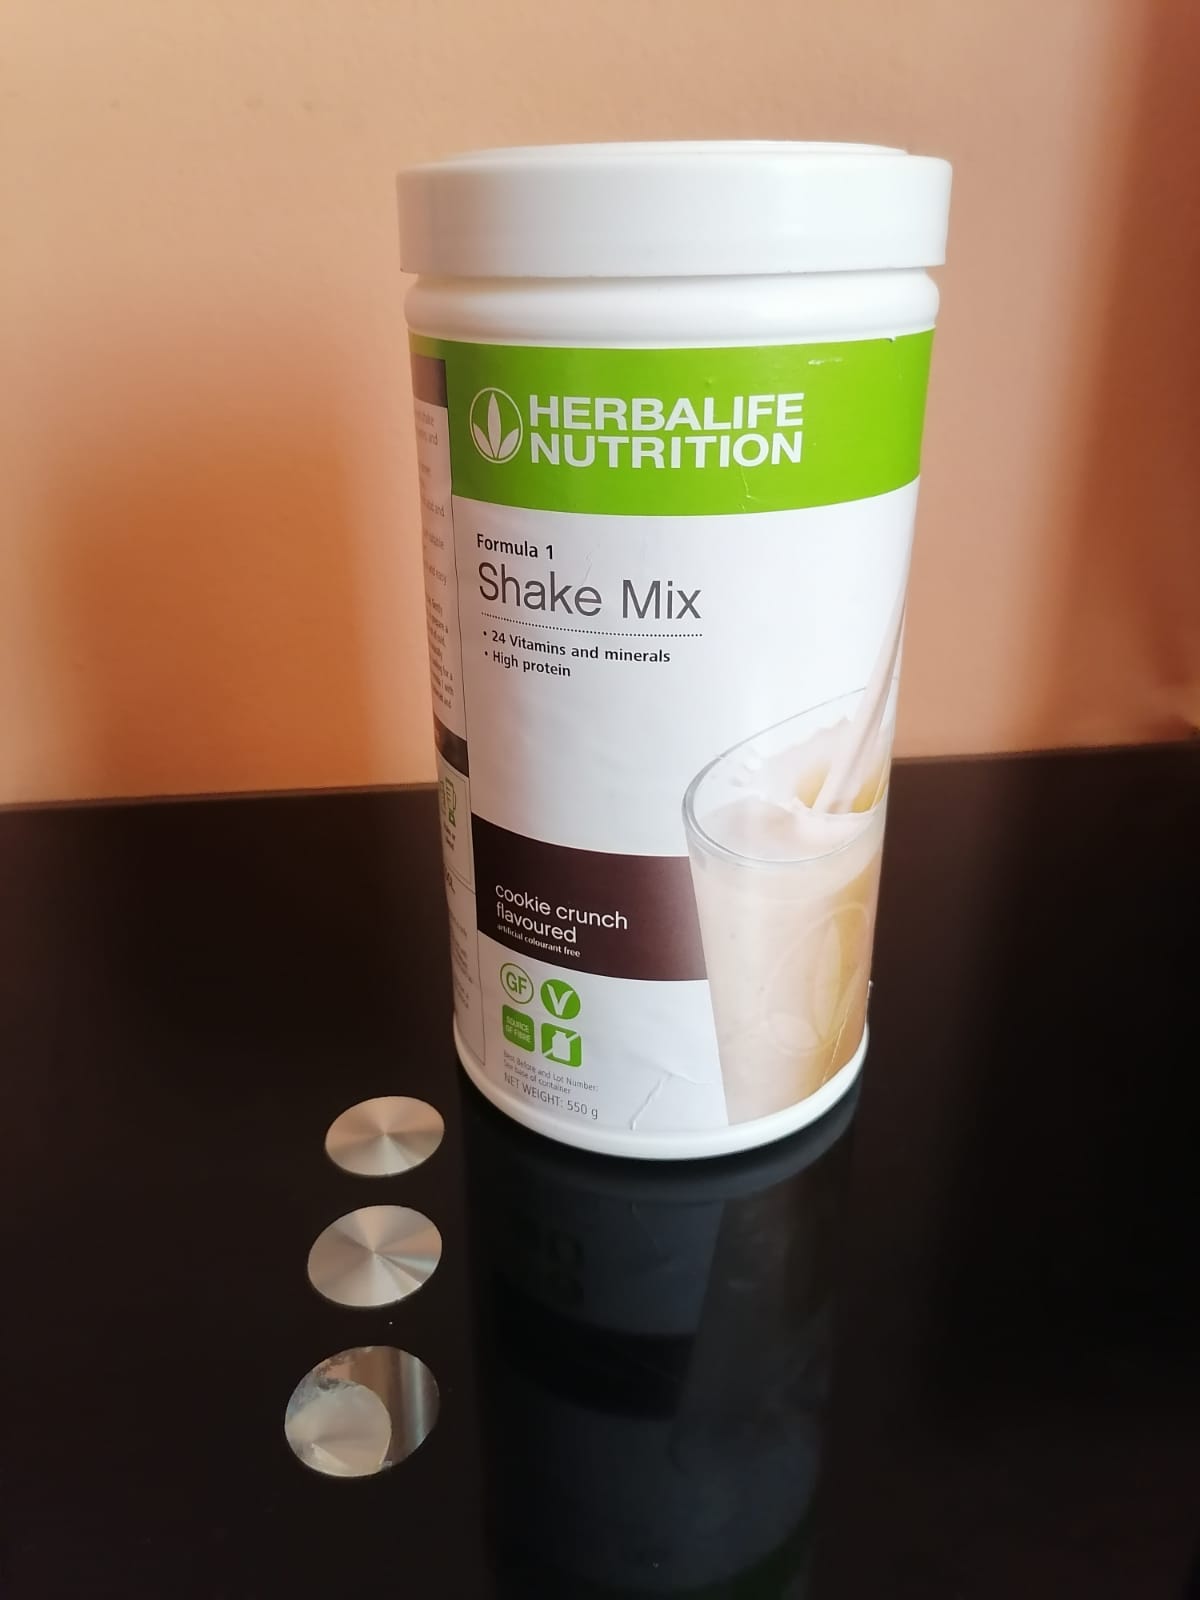 HERBALIFE
NUTRITION
Formula 1
Shake Mix
• 24 Vitamins and minerals
• High protein
cookie crunch
flavoured
artificial colourant free
GF
V
SOURCE
OF FIBRE
Best Before and Lot Number:
See base of container
NET WEIGHT: 550 g